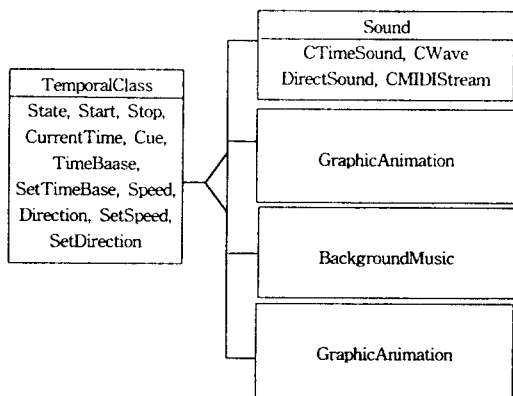 TemporalClass
State, Start, Stop,
CurrentTime, Cue,
TimeBaase,
SetTimeBase, Speed,
Direction, SetSpeed,
SetDirection
Sound
CTimeSound, CWave
DirectSound, CMIDIStream
GraphicAnimation
BackgroundMusic
GraphicAnimation